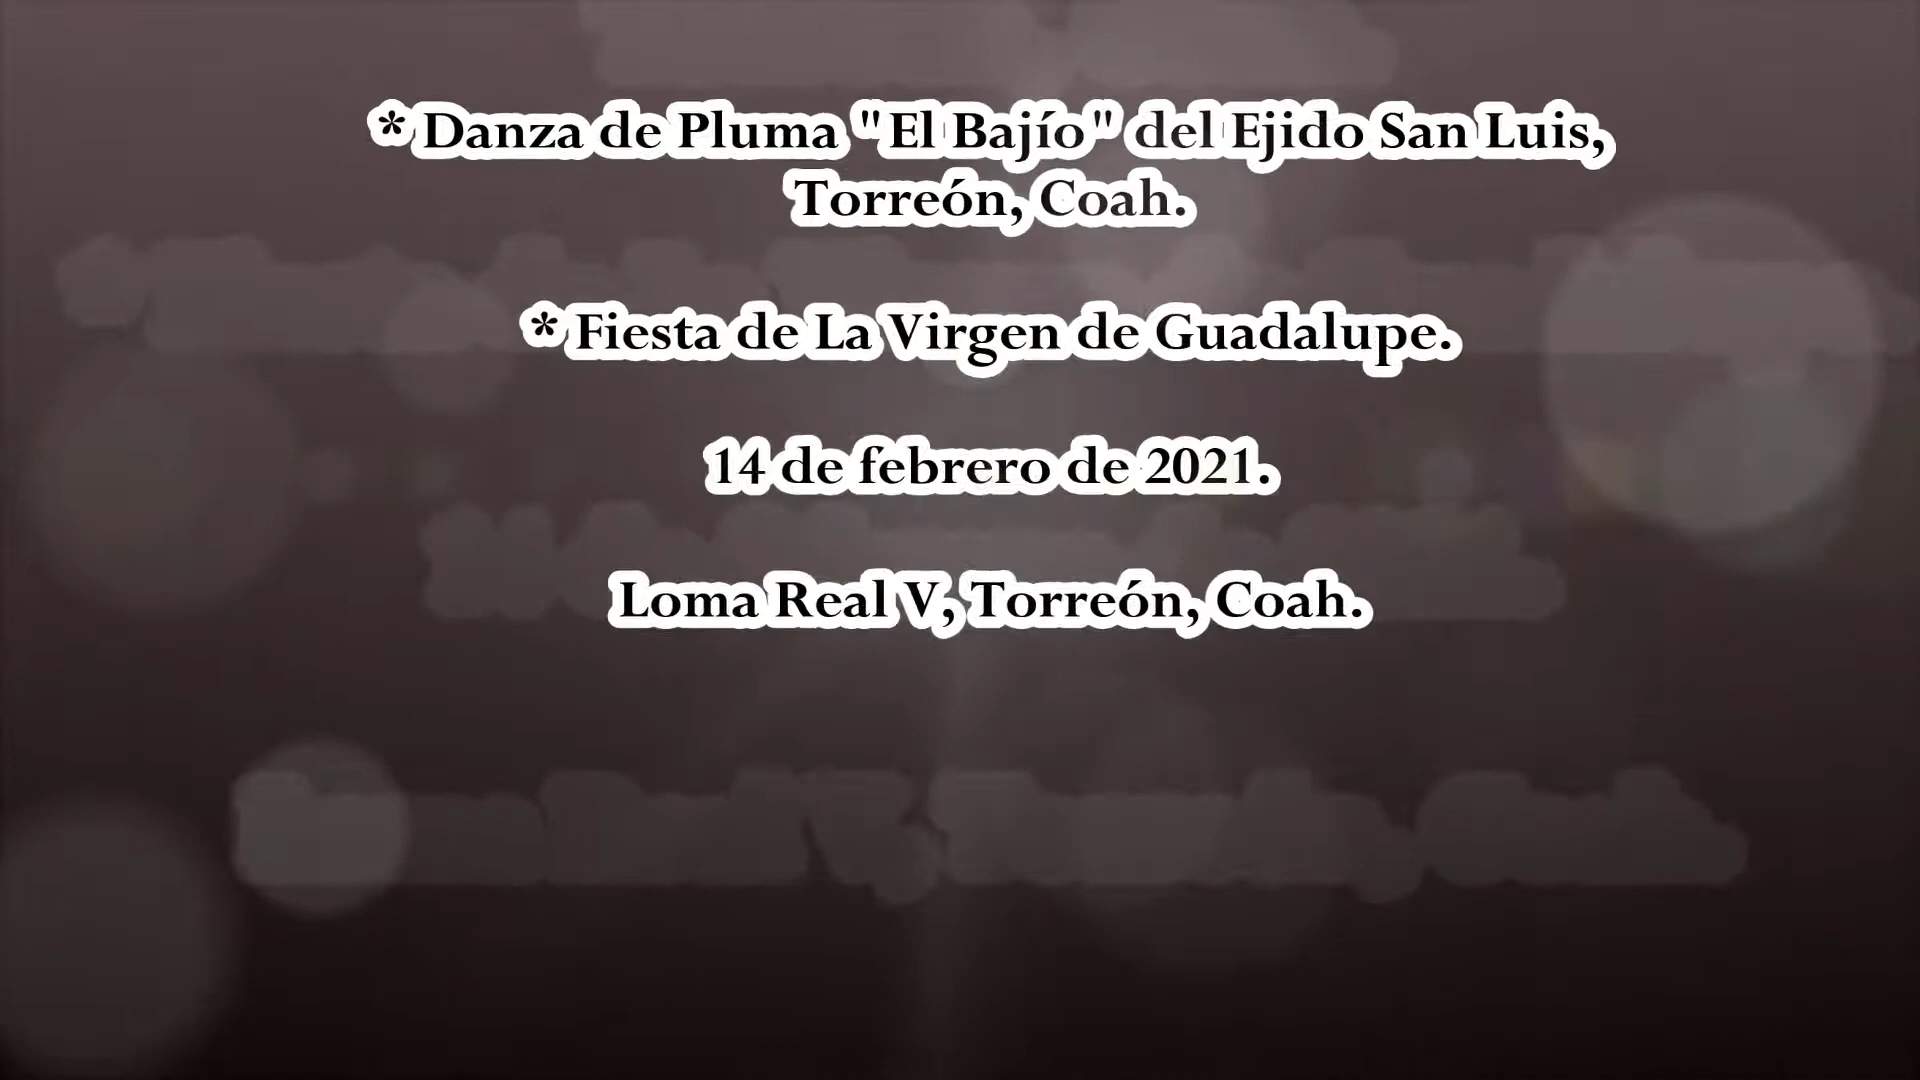 * Danza de Pluma "El Bajío" del Ejido San Luis,
Torreón, Coah.
* Fiesta de La Virgen de Guadalupe.
14 de febrero de 2021.
Loma Real V, Torreón, Coah.